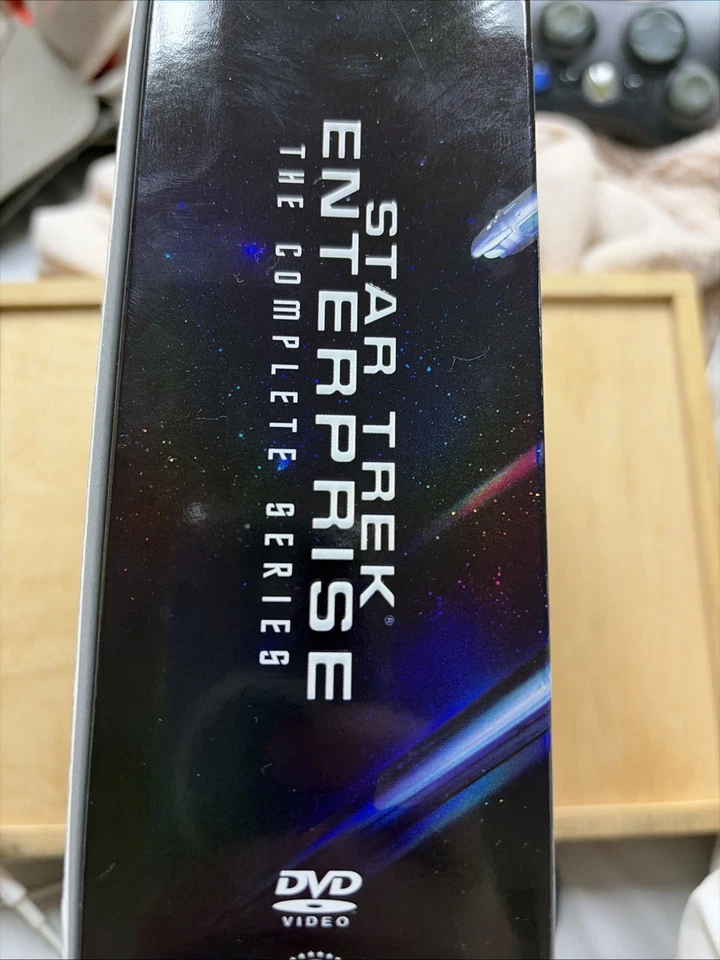 STAR TREK®
ENTERPRISE
THE COMPLETE SERIES
DVD
VIDEO